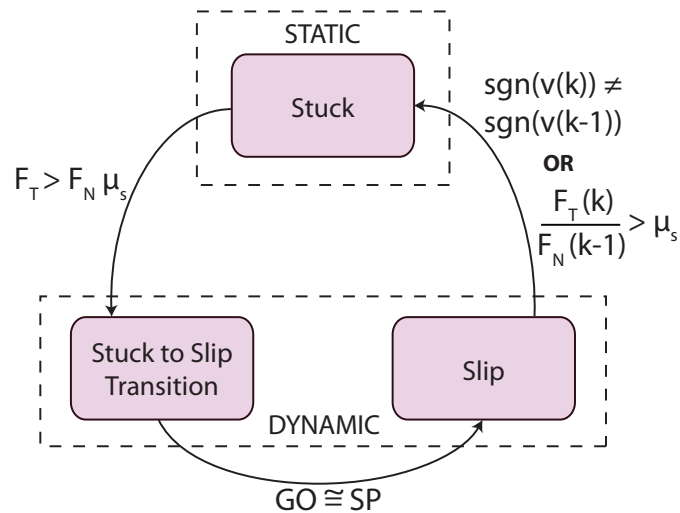 STATIC
Stuck
sgn(v(k)) ≠
sgn(v(k-1))
OR
F_T(k)
F_N(k-1) > μ_s
F_T > F_N μ_s
Stuck to Slip
Transition
Slip
DYNAMIC
GO ≅ SP